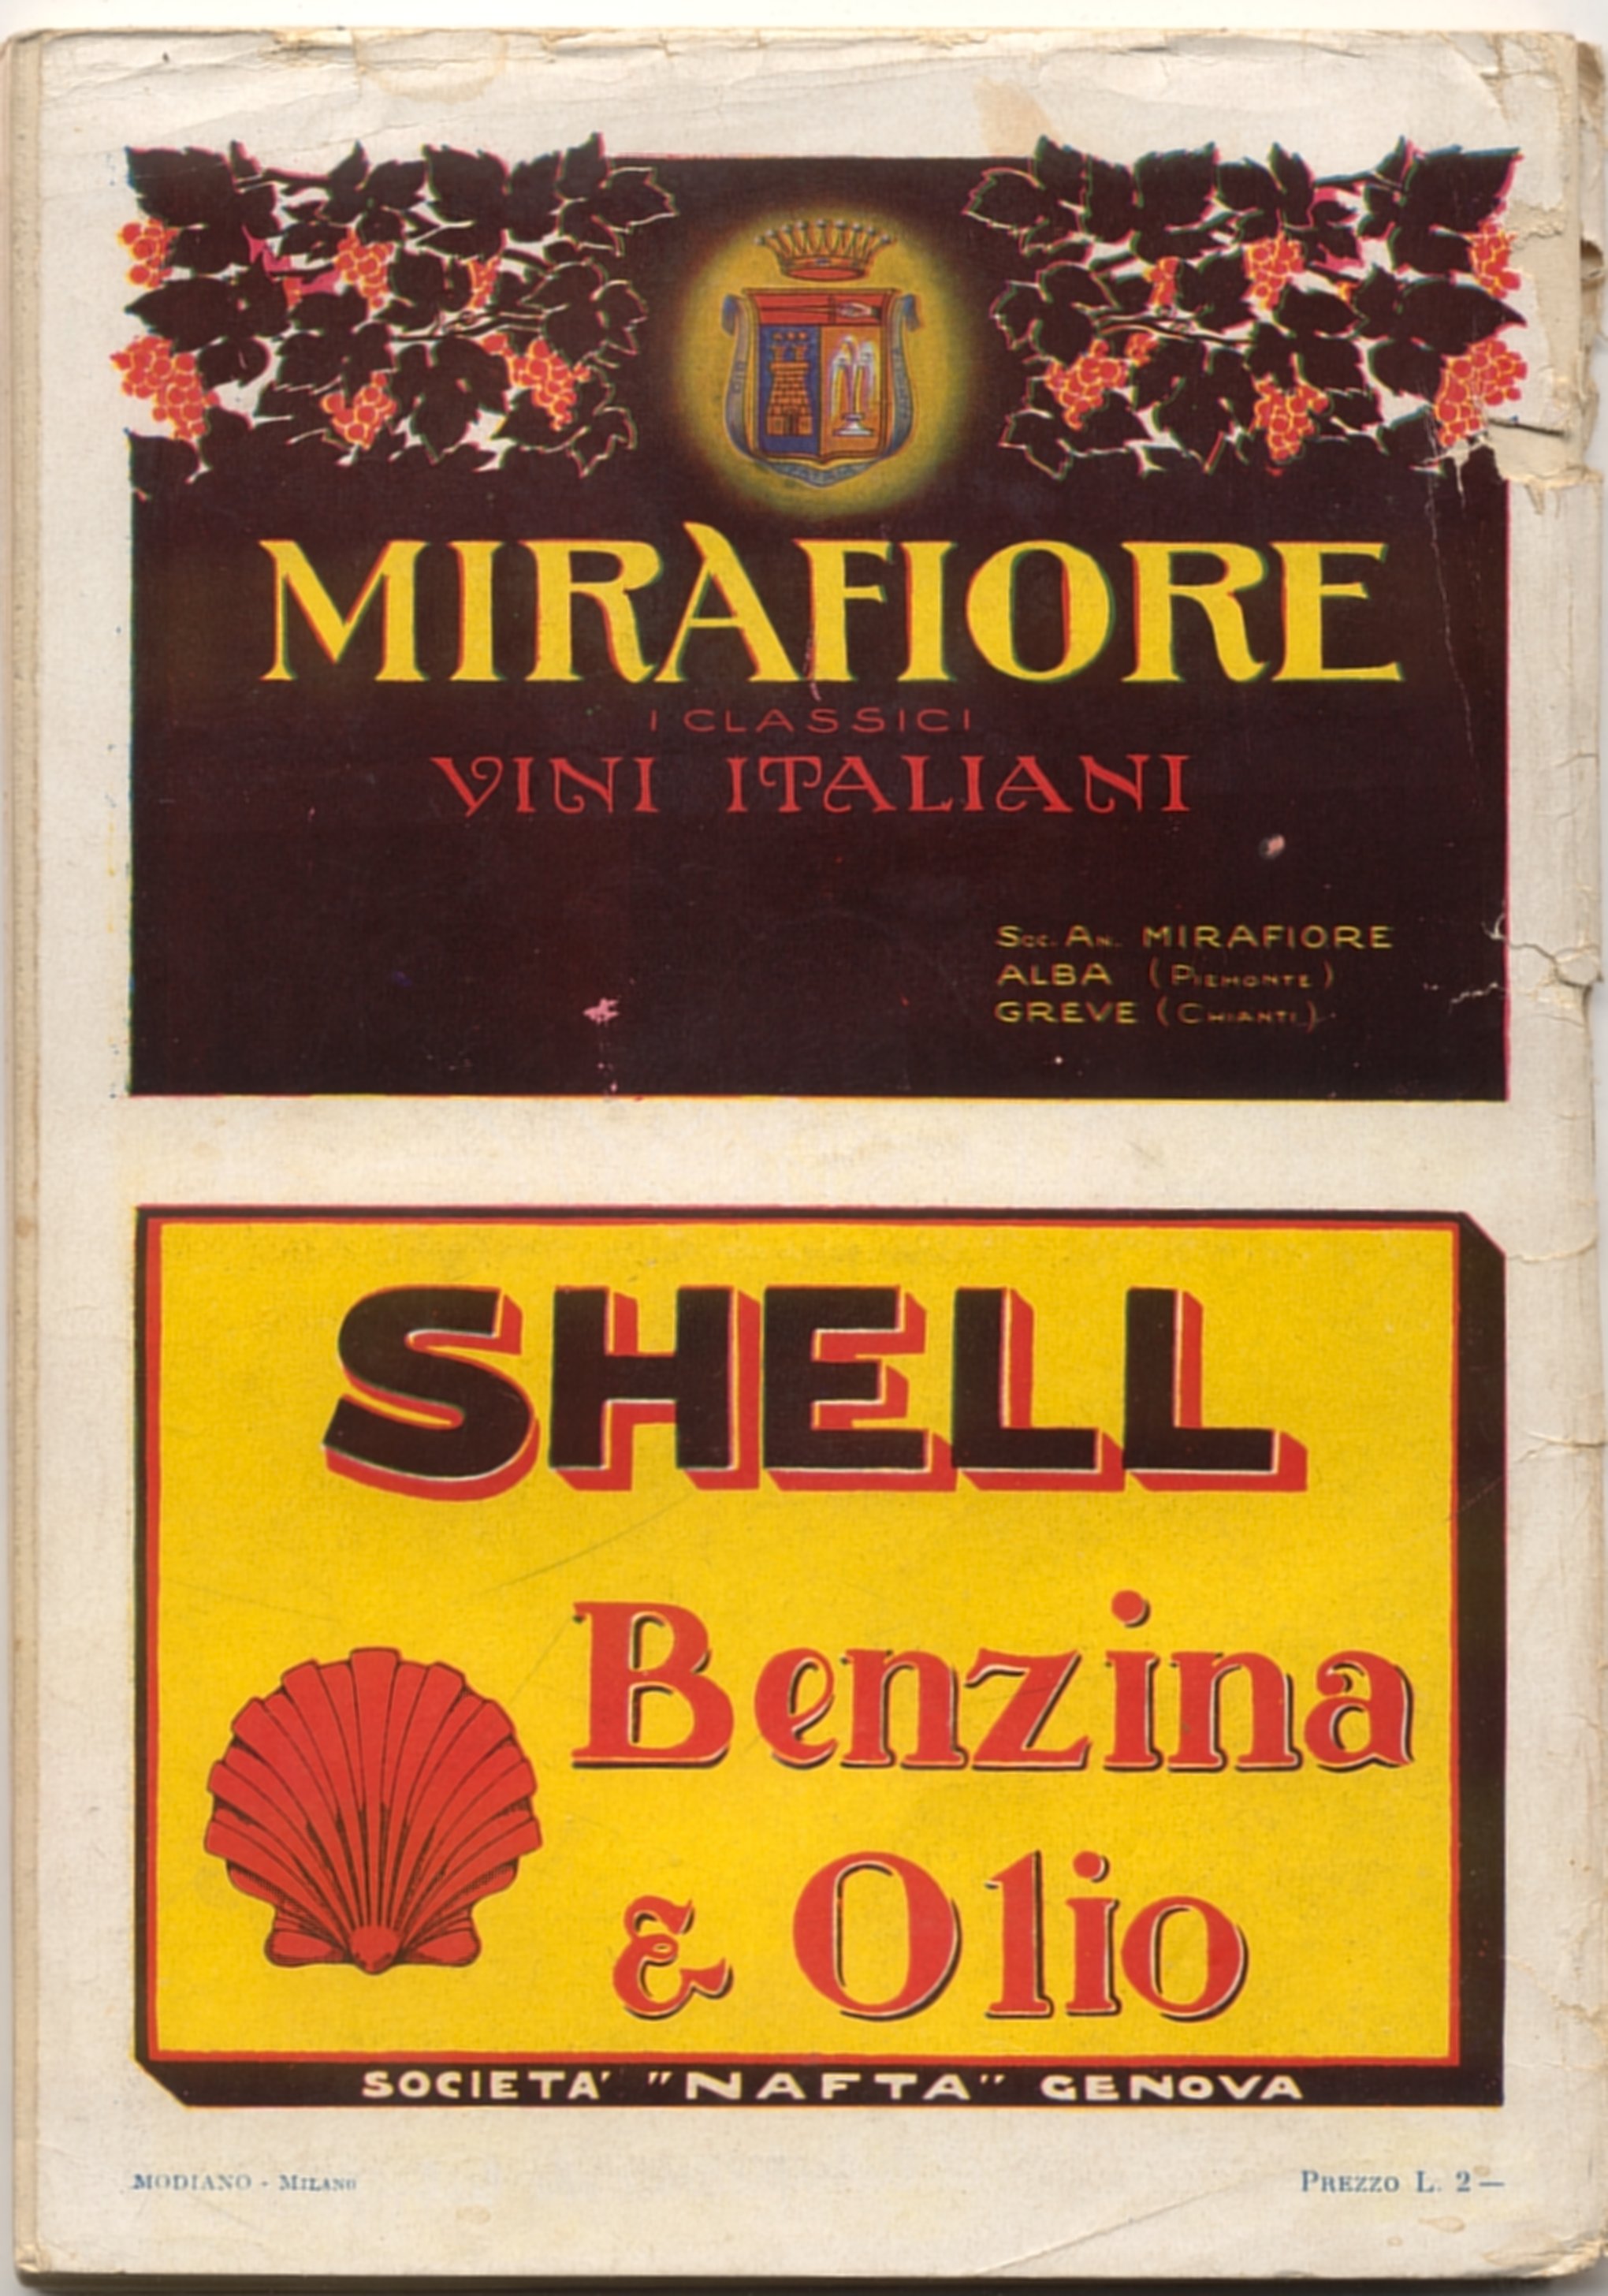 MIRÀFIORE
I CLASSICI
VINI ITALIANI
Soc. An. MIRAFIORE
ALBA (Piemonte)
GREVE (Chianti)
SHELL
Benzina
& Olio
SOCIETA' "NAFTA" GENOVA
MODIANO - Milano
Prezzo L. 2 —